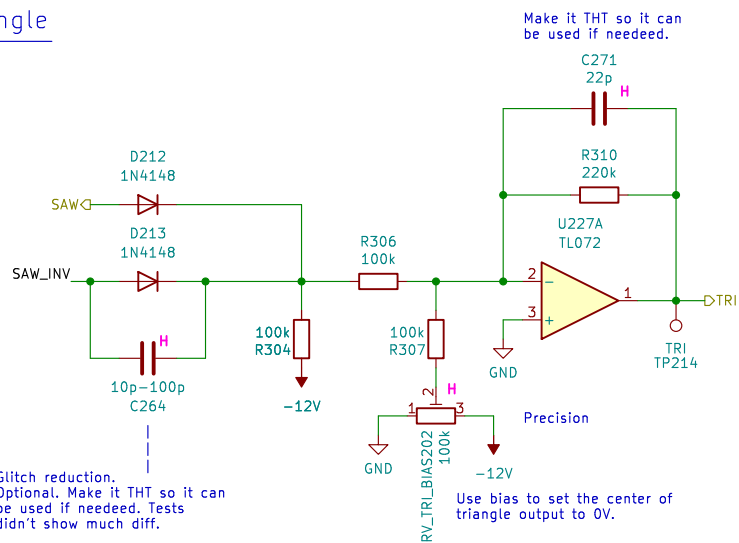 ngle
Make it THT so it can
be used if needeed.
C271
22p
H
D212
1N4148
R310
220k
SAW
D213
1N4148
U227A
TL072
R306
100k
SAW_INV
2
−
1
TRI
3
+
H
100k
R304
100k
R307
GND
TRI
TP214
10p−100p
C264
−12V
2
H
1
3
Precision
RV_TRI_BIAS202
100k
GND
−12V
Glitch reduction.
Optional. Make it THT so it can
be used if needeed. Tests
didn't show much diff.
Use bias to set the center of
triangle output to 0V.